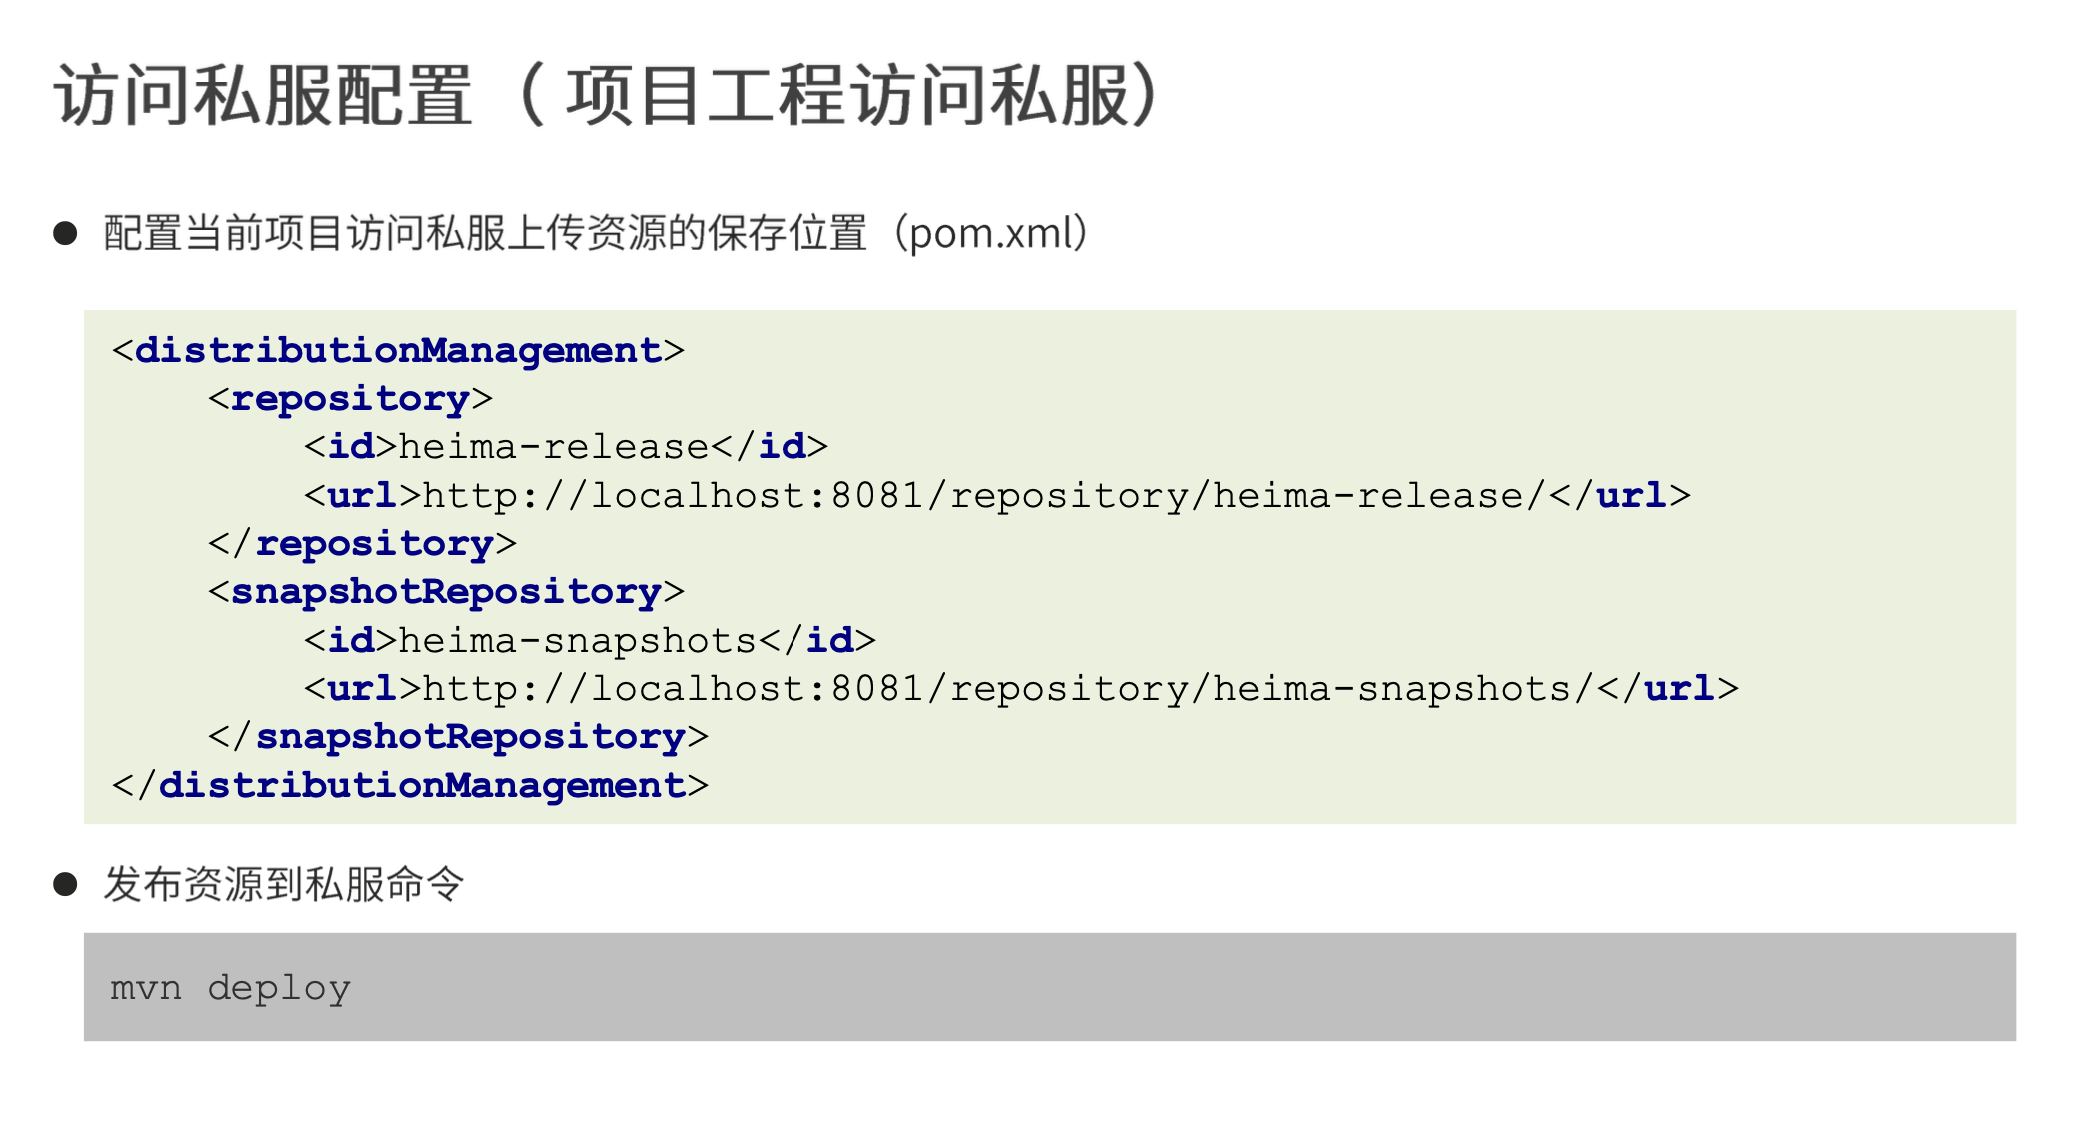 访问私服配置（ 项目工程访问私服）
● 配置当前项目访问私服上传资源的保存位置（pom.xml）
<distributionManagement>
    <repository>
        <id>heima-release</id>
        <url>http://localhost:8081/repository/heima-release/</url>
    </repository>
    <snapshotRepository>
        <id>heima-snapshots</id>
        <url>http://localhost:8081/repository/heima-snapshots/</url>
    </snapshotRepository>
</distributionManagement>
● 发布资源到私服命令
mvn deploy